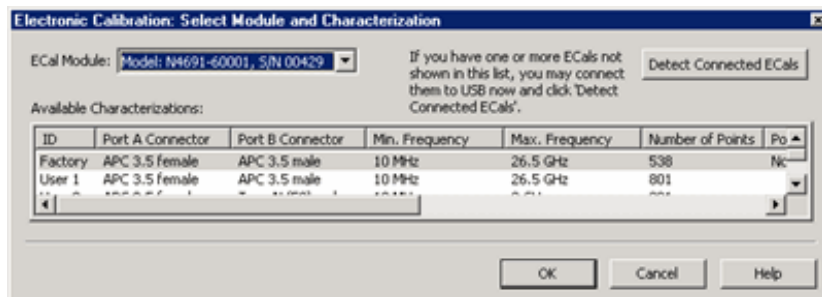 Electronic Calibration: Select Module and Characterization
ECal Module: Model: N4691-60001, S/N 00429
If you have one or more ECals not
shown in this list, you may connect
them to USB now and click 'Detect
Connected ECals'.
Detect Connected ECals
Available Characterizations:
ID Port A Connector Port B Connector Min. Frequency Max. Frequency Number of Points Po
Factory APC 3.5 female APC 3.5 male 10 MHz 26.5 GHz 538
User 1 APC 3.5 female APC 3.5 male 10 MHz 26.5 GHz 801
OK Cancel Help